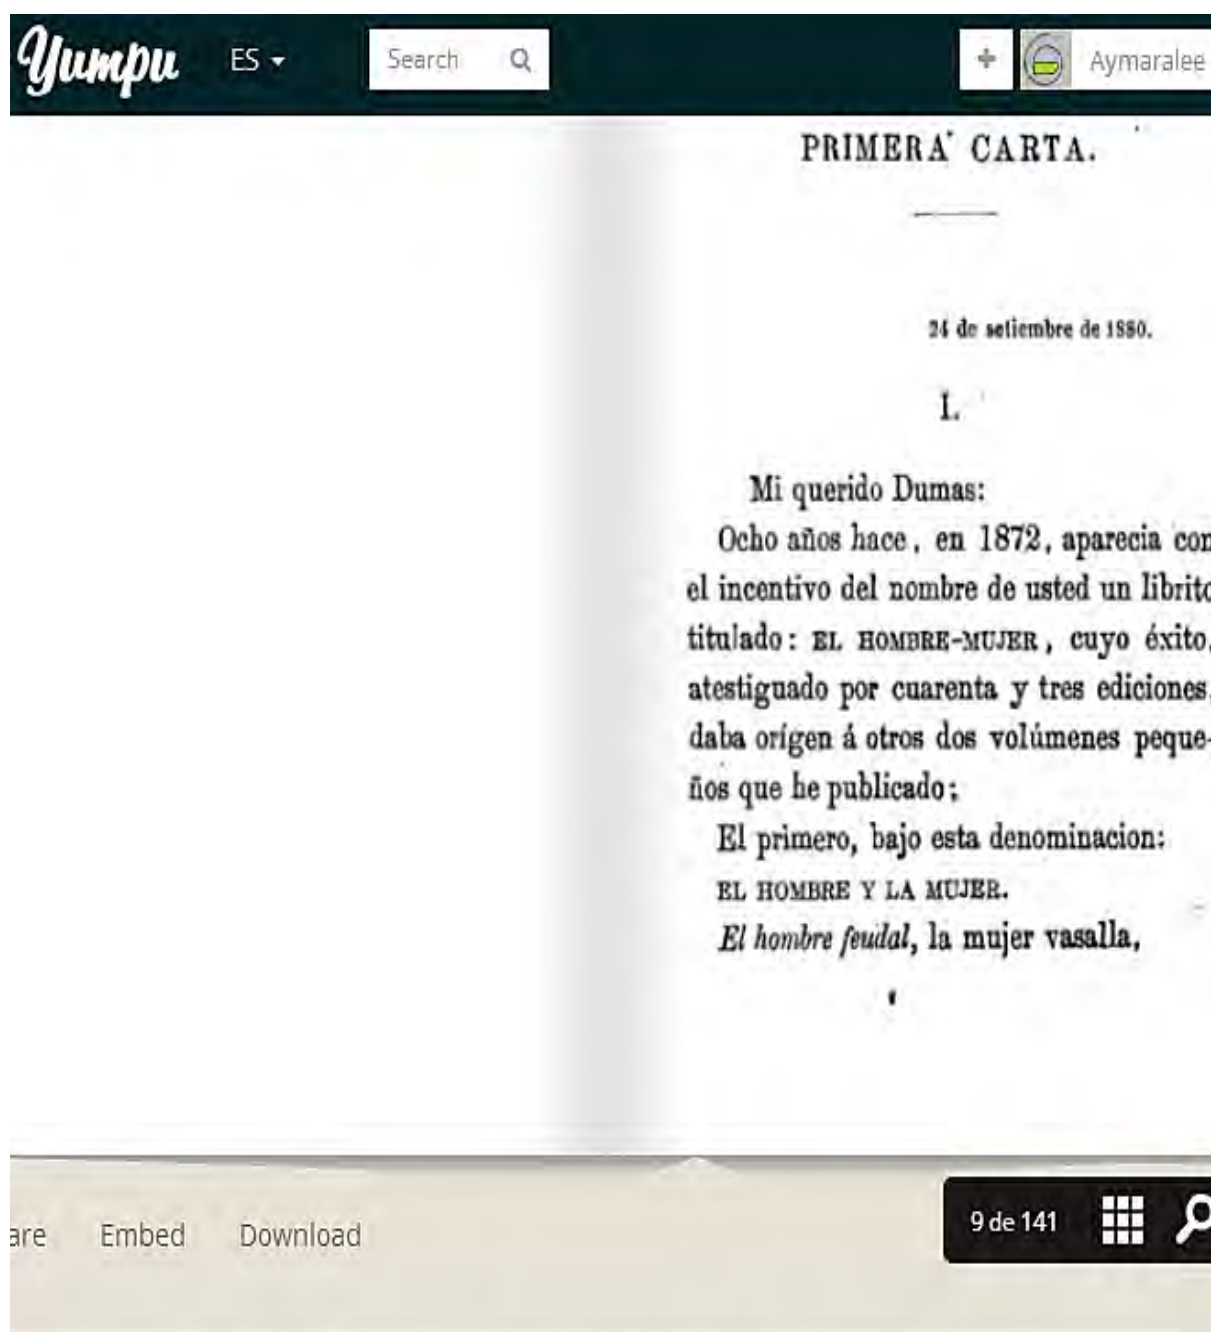 Yumpu ES Search Aymaralee
PRIMERA CARTA.
24 de setiembre de 1880.
I.
Mi querido Dumas:
Ocho años hace, en 1872, aparecia con
el incentivo del nombre de usted un librito
titulado: EL HOMBRE-MUJER, cuyo éxito,
atestiguado por cuarenta y tres ediciones,
daba orígen á otros dos volúmenes peque-
ños que he publicado;
El primero, bajo esta denominacion:
EL HOMBRE Y LA MUJER.
El hombre feudal, la mujer vasalla,
are Embed Download 9 de 141